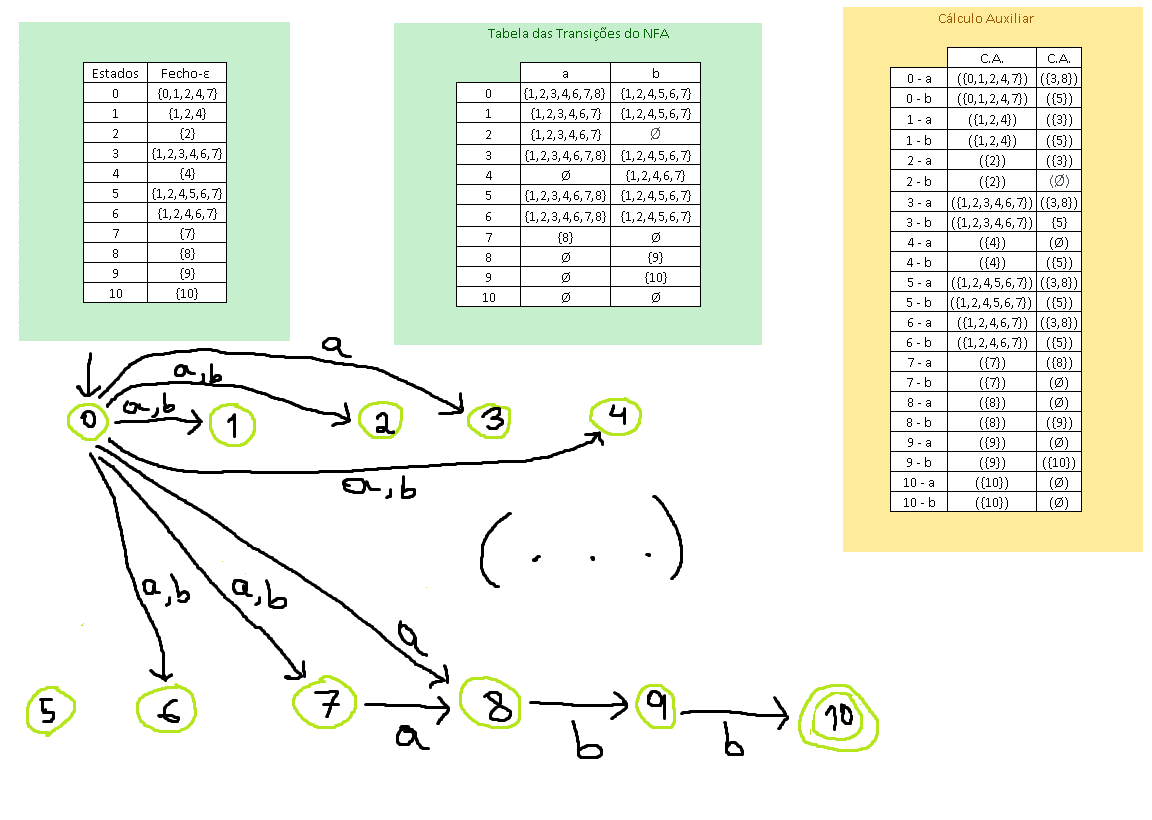 Estados Fecho-ε
0 {0,1,2,4,7}
1 {1,2,4}
2 {2}
3 {1,2,3,4,6,7}
4 {4}
5 {1,2,4,5,6,7}
6 {1,2,4,6,7}
7 {7}
8 {8}
9 {9}
10 {10}
Tabela das Transições do NFA
a b
0 {1,2,3,4,6,7,8} {1,2,4,5,6,7}
1 {1,2,3,4,6,7} {1,2,4,5,6,7}
2 {1,2,3,4,6,7} Ø
3 {1,2,3,4,6,7,8} {1,2,4,5,6,7}
4 Ø {1,2,4,6,7}
5 {1,2,3,4,6,7,8} {1,2,4,5,6,7}
6 {1,2,3,4,6,7,8} {1,2,4,5,6,7}
7 {8} Ø
8 Ø {9}
9 Ø {10}
10 Ø Ø
Cálculo Auxiliar
C.A. C.A.
0 - a ({0,1,2,4,7}) ({3,8})
0 - b ({0,1,2,4,7}) ({5})
1 - a ({1,2,4}) ({3})
1 - b ({1,2,4}) ({5})
2 - a ({2}) ({3})
2 - b ({2}) (Ø)
3 - a ({1,2,3,4,6,7}) ({3,8})
3 - b ({1,2,3,4,6,7}) {5}
4 - a ({4}) (Ø)
4 - b ({4}) ({5})
5 - a ({1,2,4,5,6,7}) ({3,8})
5 - b ({1,2,4,5,6,7}) ({5})
6 - a ({1,2,4,6,7}) ({3,8})
6 - b ({1,2,4,6,7}) ({5})
7 - a ({7}) ({8})
7 - b ({7}) (Ø)
8 - a ({8}) (Ø)
8 - b ({8}) ({9})
9 - a ({9}) (Ø)
9 - b ({9}) ({10})
10 - a ({10}) (Ø)
10 - b ({10}) (Ø)
a
a,b
a,b
0 1 2 3 4
a,b
( . . . )
a,b a,b a
5 6 7 8 9 10
a b b